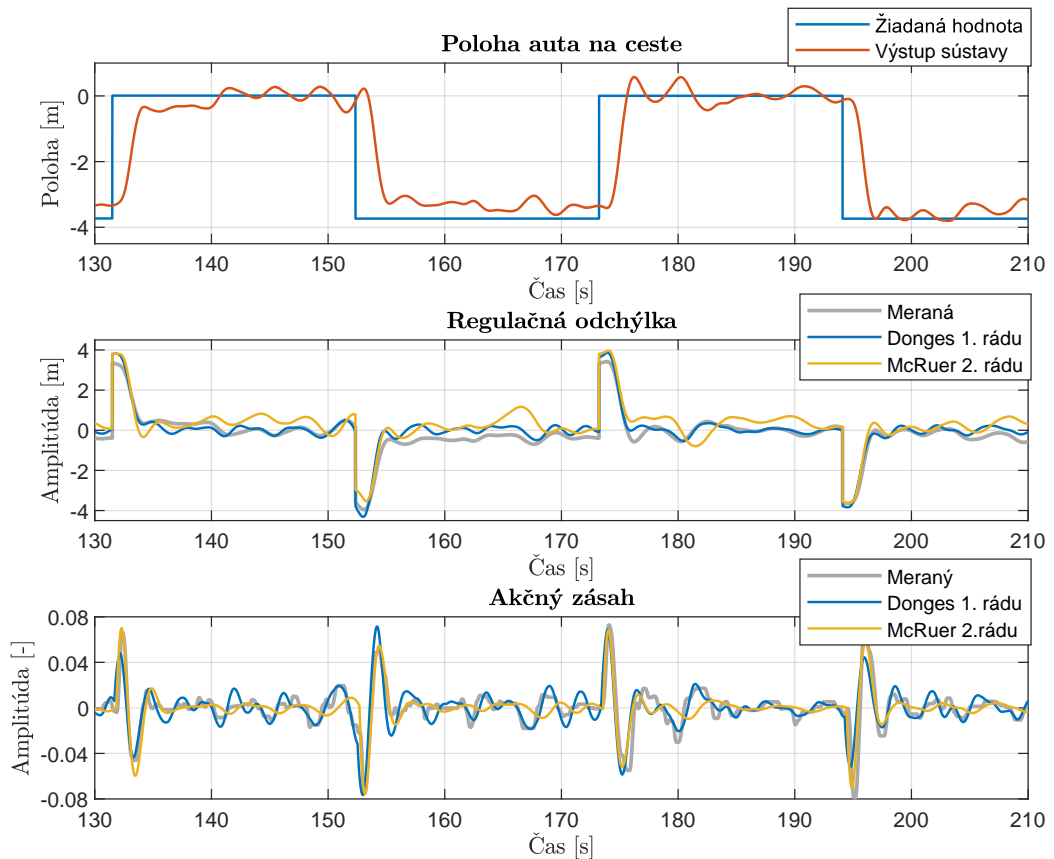 Žiadaná hodnota
Výstup sústavy
Poloha auta na ceste
Poloha [m]
0
-2
-4
130 140 150 160 170 180 190 200 210
Čas [s]
Meraná
Donges 1. rádu
McRuer 2. rádu
Regulačná odchýlka
Amplitúda [m]
4
2
0
-2
-4
130 140 150 160 170 180 190 200 210
Čas [s]
Meraný
Donges 1. rádu
McRuer 2.rádu
Akčný zásah
Amplitúda [-]
0.08
0.04
0
-0.04
-0.08
130 140 150 160 170 180 190 200 210
Čas [s]